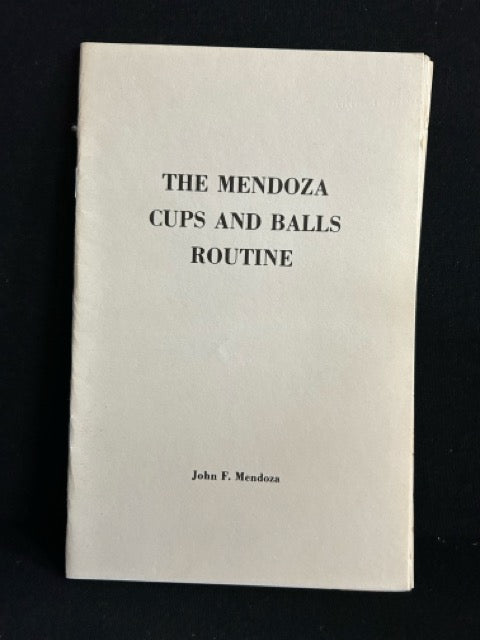 THE MENDOZA
CUPS AND BALLS
ROUTINE
John F. Mendoza